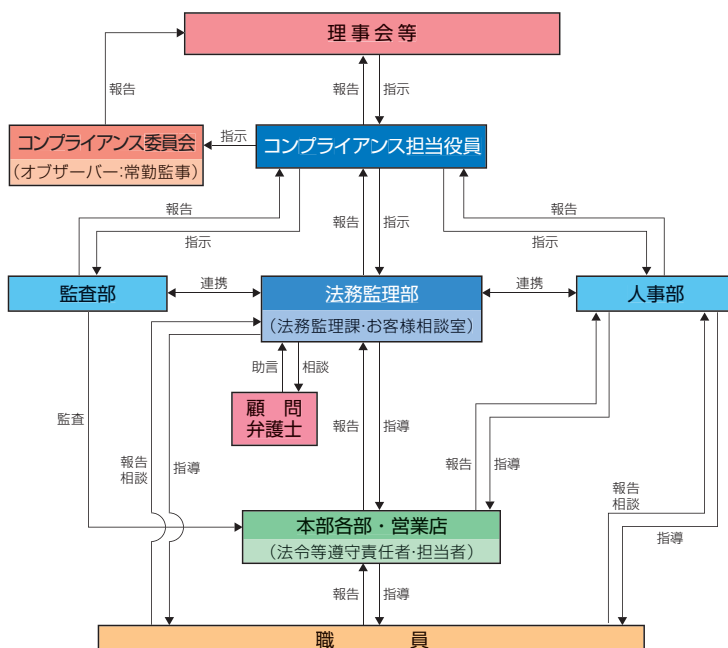 理事会等
報告
報告
指示
コンプライアンス委員会
(オブザーバー:常勤監事)
指示
コンプライアンス担当役員
報告
指示
報告
指示
報告
指示
監査部
連携
法務監理部
(法務監理課･お客様相談室)
連携
人事部
助言
相談
顧　問
弁護士
監査
報告
相談
指導
報告
指導
報告
指導
報告
相談
指導
本部各部・営業店
(法令等遵守責任者･担当者)
報告
指導
職　員